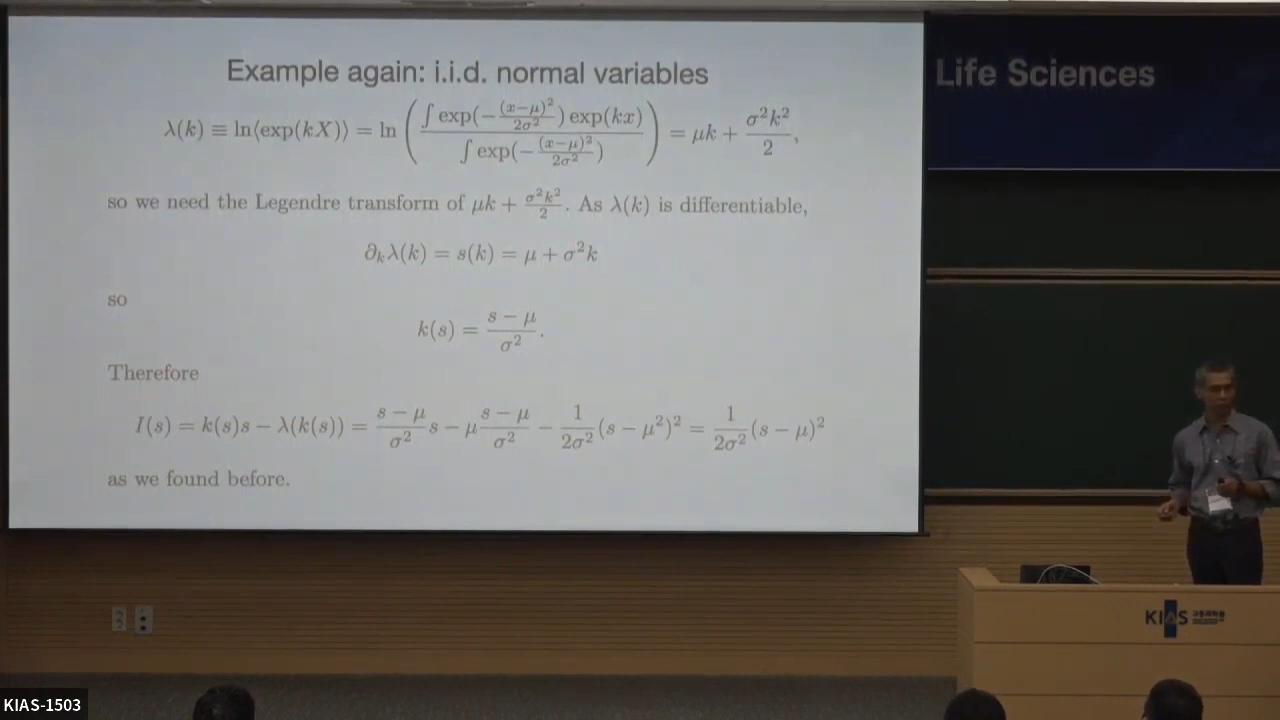 Example again: i.i.d. normal variables
λ(k) ≡ ln⟨exp(kX)⟩ = ln ( ∫ exp(−(x−μ)²/2σ²) exp(kx) / ∫ exp(−(x−μ)²/2σ²) ) = μk + σ²k²/2,
so we need the Legendre transform of μk + σ²k²/2. As λ(k) is differentiable,
∂ₖλ(k) = s(k) = μ + σ²k
so
k(s) = (s − μ)/σ².
Therefore
I(s) = k(s)s − λ(k(s)) = (s − μ)/σ² s − μ (s − μ)/σ² − 1/2σ² (s − μ²)² = 1/2σ² (s − μ)²
as we found before.
Life Sciences
KIAS
KIAS-1503